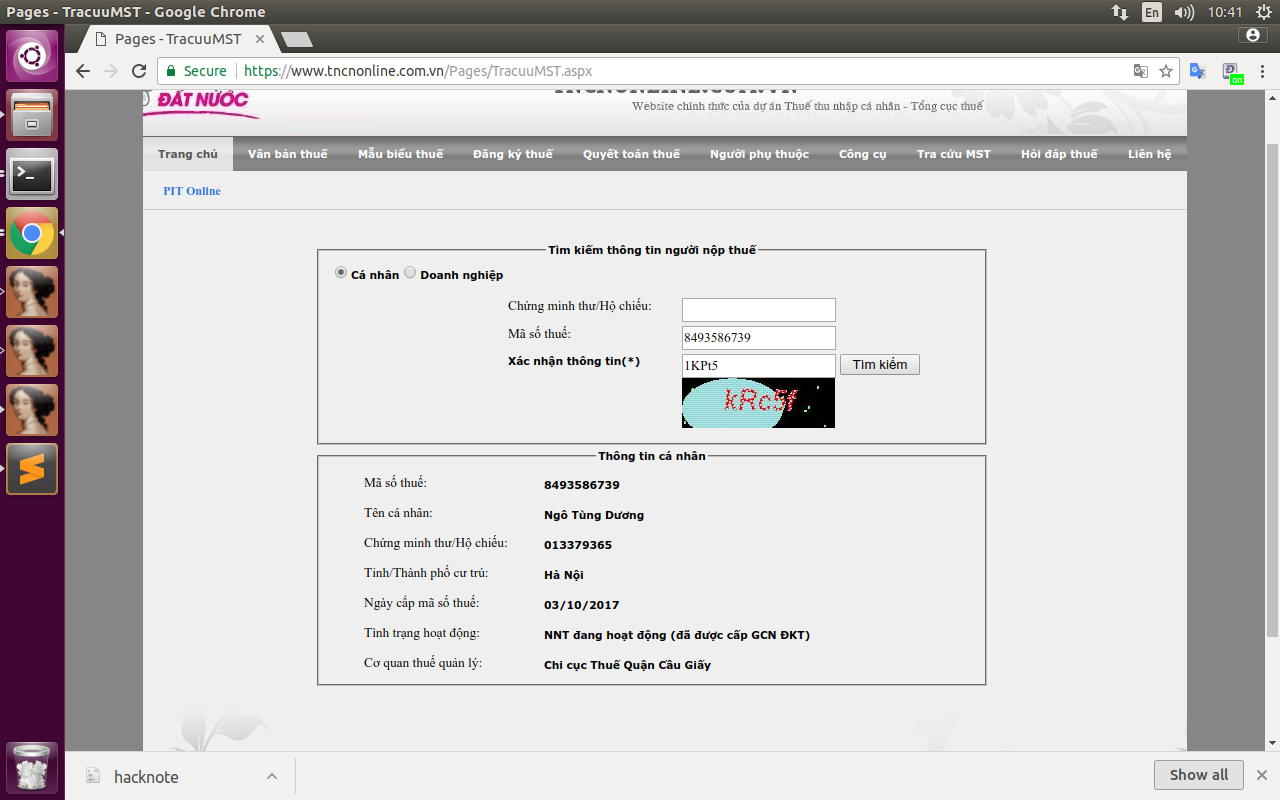 Pages - TracuuMST - Google Chrome
En
10:41
Pages - TracuuMST
Secure
https://www.tncnonline.com.vn/Pages/TracuuMST.aspx
on
ĐẤT NƯỚC
TNCNONLINE.COM.VN
Website chính thức của dự án Thuế thu nhập cá nhân - Tổng cục thuế
Trang chủ Văn bản thuế Mẫu biểu thuế Đăng ký thuế Quyết toán thuế Người phụ thuộc Công cụ Tra cứu MST Hỏi đáp thuế Liên hệ
PIT Online
Tìm kiếm thông tin người nộp thuế
Cá nhân Doanh nghiệp
Chứng minh thư/Hộ chiếu:
Mã số thuế: 8493586739
Xác nhận thông tin(*) 1KPt5 Tìm kiếm
kRc5f
Thông tin cá nhân
Mã số thuế: 8493586739
Tên cá nhân: Ngô Tùng Dương
Chứng minh thư/Hộ chiếu: 013379365
Tỉnh/Thành phố cư trú: Hà Nội
Ngày cấp mã số thuế: 03/10/2017
Tình trạng hoạt động: NNT đang hoạt động (đã được cấp GCN ĐKT)
Cơ quan thuế quản lý: Chi cục Thuế Quận Cầu Giấy
hacknote
Show all